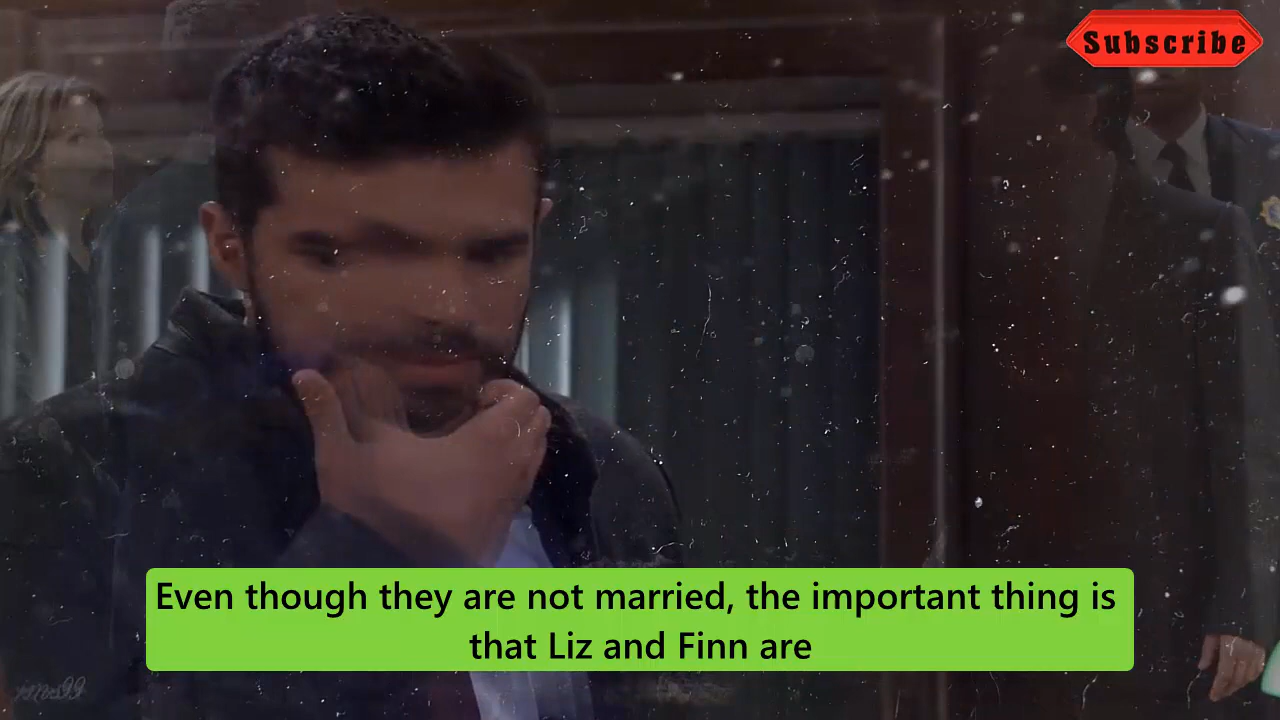 Subscribe
Even though they are not married, the important thing is
that Liz and Finn are